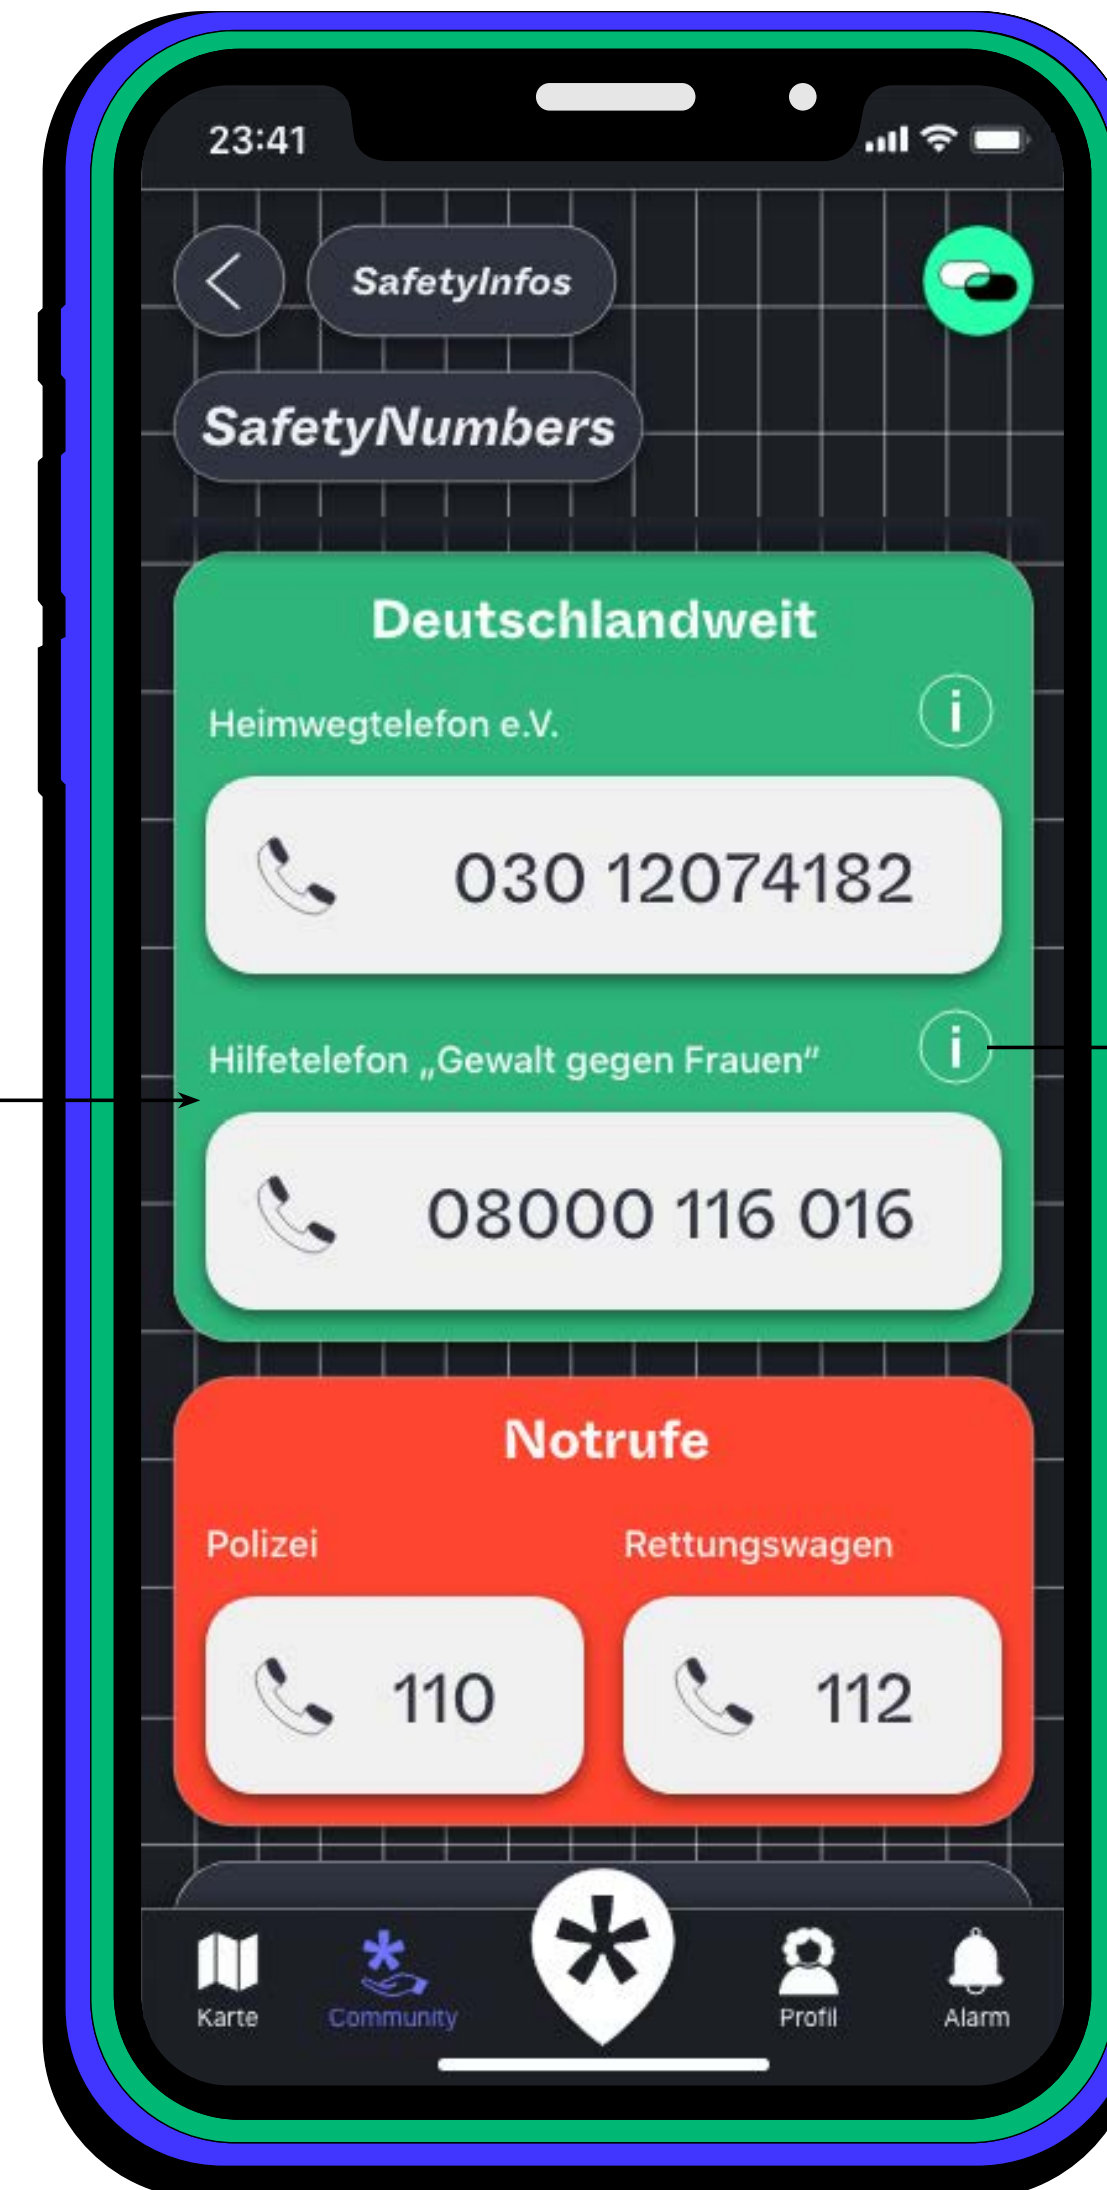 23:41
SafetyInfos
SafetyNumbers
Deutschlandweit
Heimwegtelefon e.V.
i
030 12074182
Hilfetelefon „Gewalt gegen Frauen“
i
08000 116 016
Notrufe
Polizei Rettungswagen
110 112
Karte Community Profil Alarm